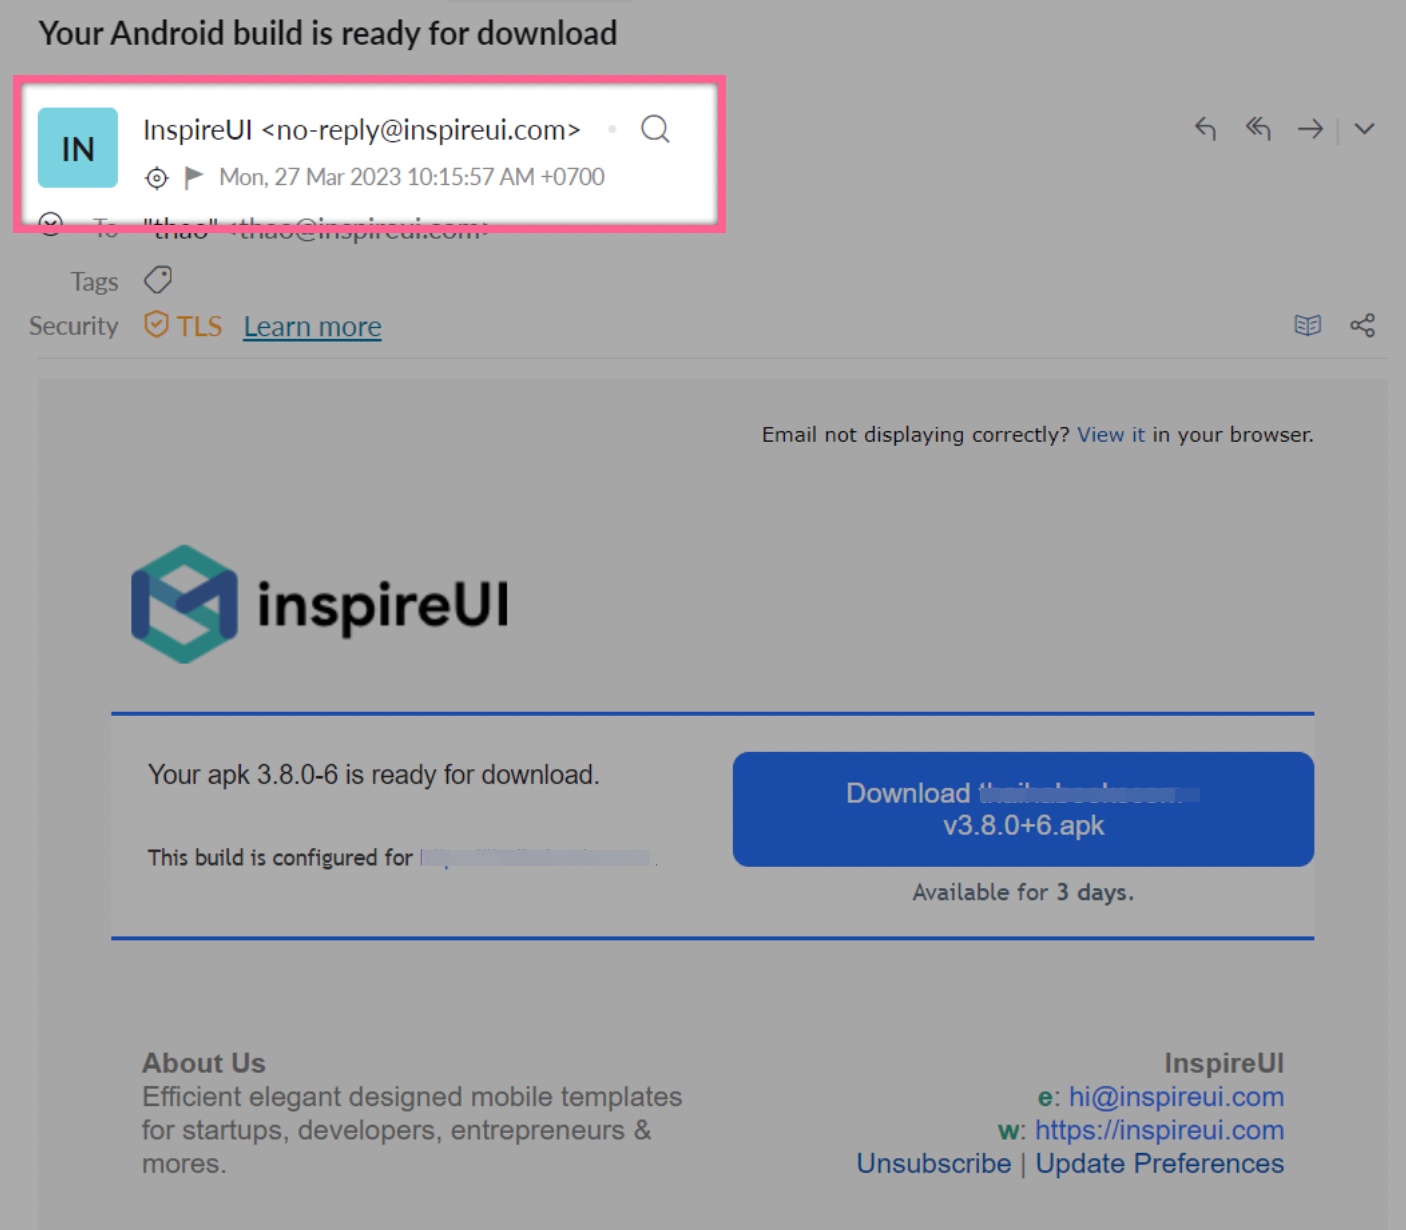 Your Android build is ready for download
IN
InspireUI <no-reply@inspireui.com>
Mon, 27 Mar 2023 10:15:57 AM +0700
To "thao" <thao@inspireui.com>
Tags
Security TLS Learn more
Email not displaying correctly? View it in your browser.
inspireUI
Your apk 3.8.0-6 is ready for download.
This build is configured for
Download
v3.8.0+6.apk
Available for 3 days.
About Us
Efficient elegant designed mobile templates
for startups, developers, entrepreneurs &
mores.
InspireUI
e: hi@inspireui.com
w: https://inspireui.com
Unsubscribe | Update Preferences